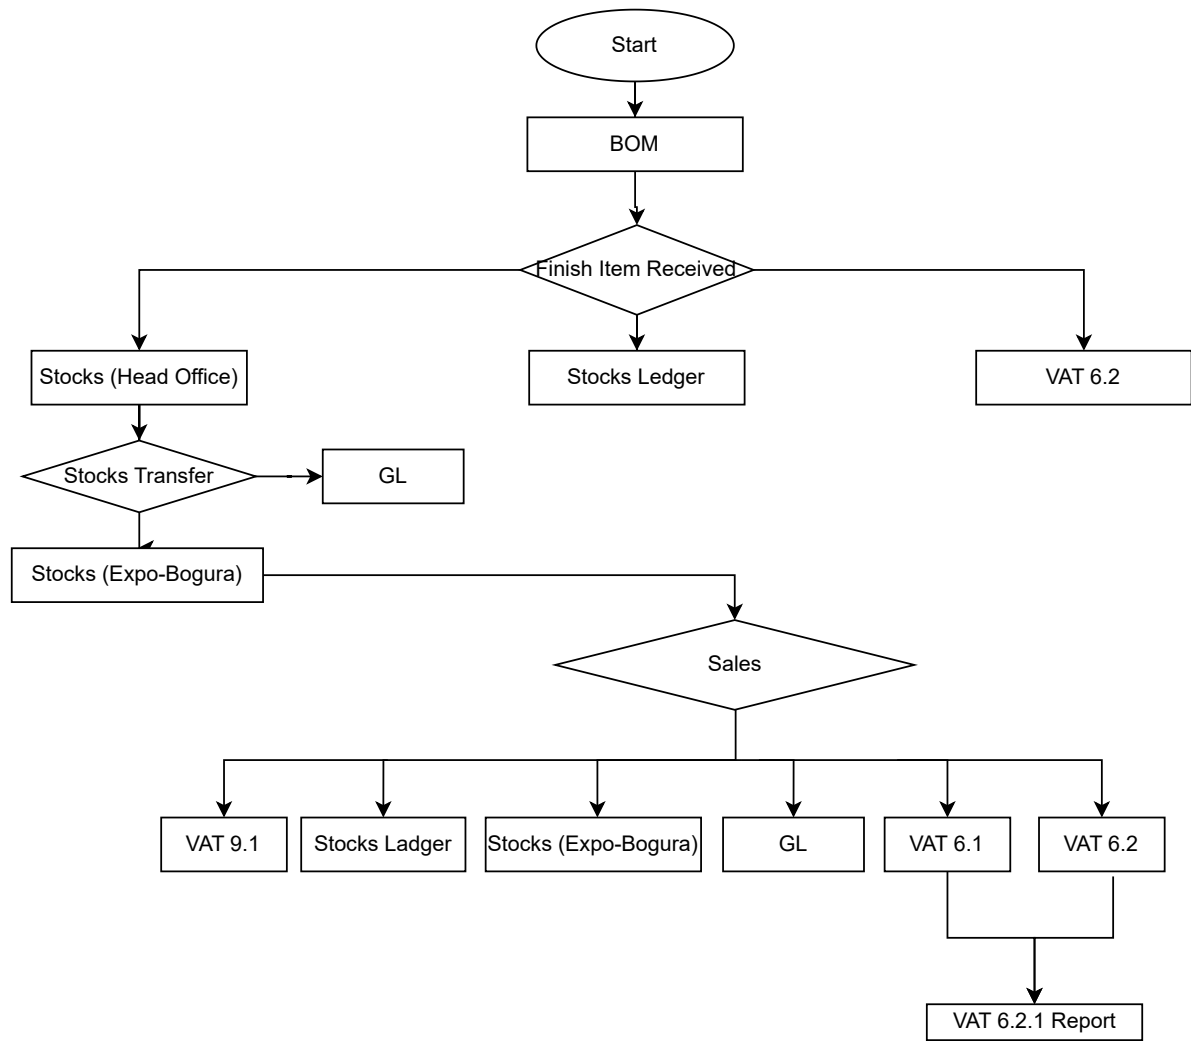 Start
BOM
Finish Item Received
Stocks (Head Office)
Stocks Ledger
VAT 6.2
Stocks Transfer
GL
Stocks (Expo-Bogura)
Sales
VAT 9.1
Stocks Ladger
Stocks (Expo-Bogura)
GL
VAT 6.1
VAT 6.2
VAT 6.2.1 Report